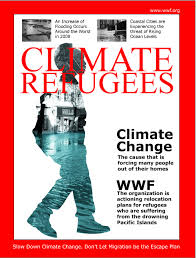 www.wwf.org
An Increase of
Flooding Occurs
Around the World
in 2009
Coastal Cities are
Experiencing the
Threat of Rising
Ocean Levels
CLIMATE
REFUGEES
Climate
Change
The cause that is
forcing many people
out of their homes
WWF
The organization is
actioning relocation
plans for refugees
who are suffering
from the drowning
Pacific Islands
Slow Down Climate Change, Don't Let Migration be the Escape Plan